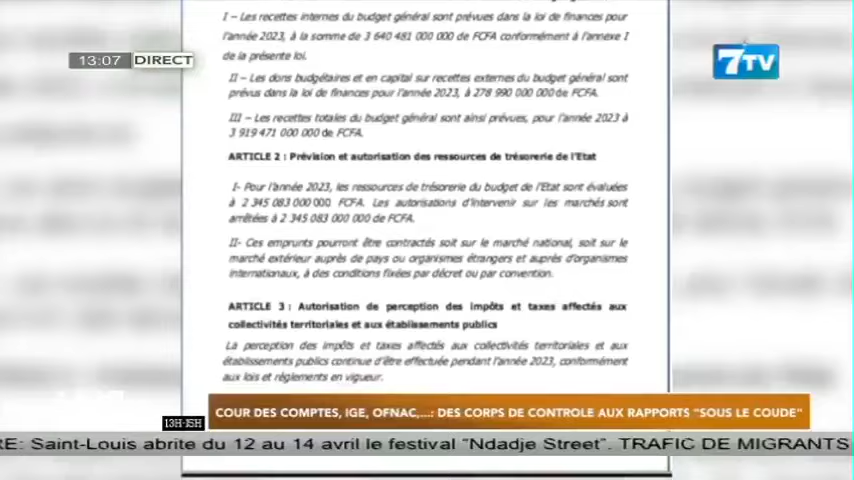 I – Les recettes internes du budget général sont prévues dans la loi de finances pour
l'année 2023, à la somme de 3 640 481 000 000 de FCFA conformément à l'annexe I
de la présente loi.
13:07 DIRECT
7TV
II – Les dons budgétaires et en capital sur recettes externes du budget général sont
prévus dans la loi de finances pour l'année 2023, à 278 990 000 000 de FCFA.
III – Les recettes totales du budget général sont ainsi prévues, pour l'année 2023 à
3 919 471 000 000 de FCFA.
ARTICLE 2 : Prévision et autorisation des ressources de trésorerie de l'Etat
I- Pour l'année 2023, les ressources de trésorerie du budget de l'Etat sont évaluées
à 2 345 083 000 000 FCFA. Les autorisations d'intervenir sur les marchés sont
arrêtées à 2 345 083 000 000 de FCFA.
II- Ces emprunts pourront être contractés soit sur le marché national, soit sur le
marché extérieur auprès de pays ou organismes étrangers et auprès d'organismes
internationaux, à des conditions fixées par décret ou par convention.
ARTICLE 3 : Autorisation de perception des impôts et taxes affectés aux
collectivités territoriales et aux établissements publics
La perception des impôts et taxes affectés aux collectivités territoriales et aux
établissements publics continue d'être effectuée pendant l'année 2023, conformément
aux lois et règlements en vigueur.
COUR DES COMPTES, IGE, OFNAC,...: DES CORPS DE CONTROLE AUX RAPPORTS "SOUS LE COUDE"
13H-15H
RE: Saint-Louis abrite du 12 au 14 avril le festival "Ndadje Street". TRAFIC DE MIGRANTS